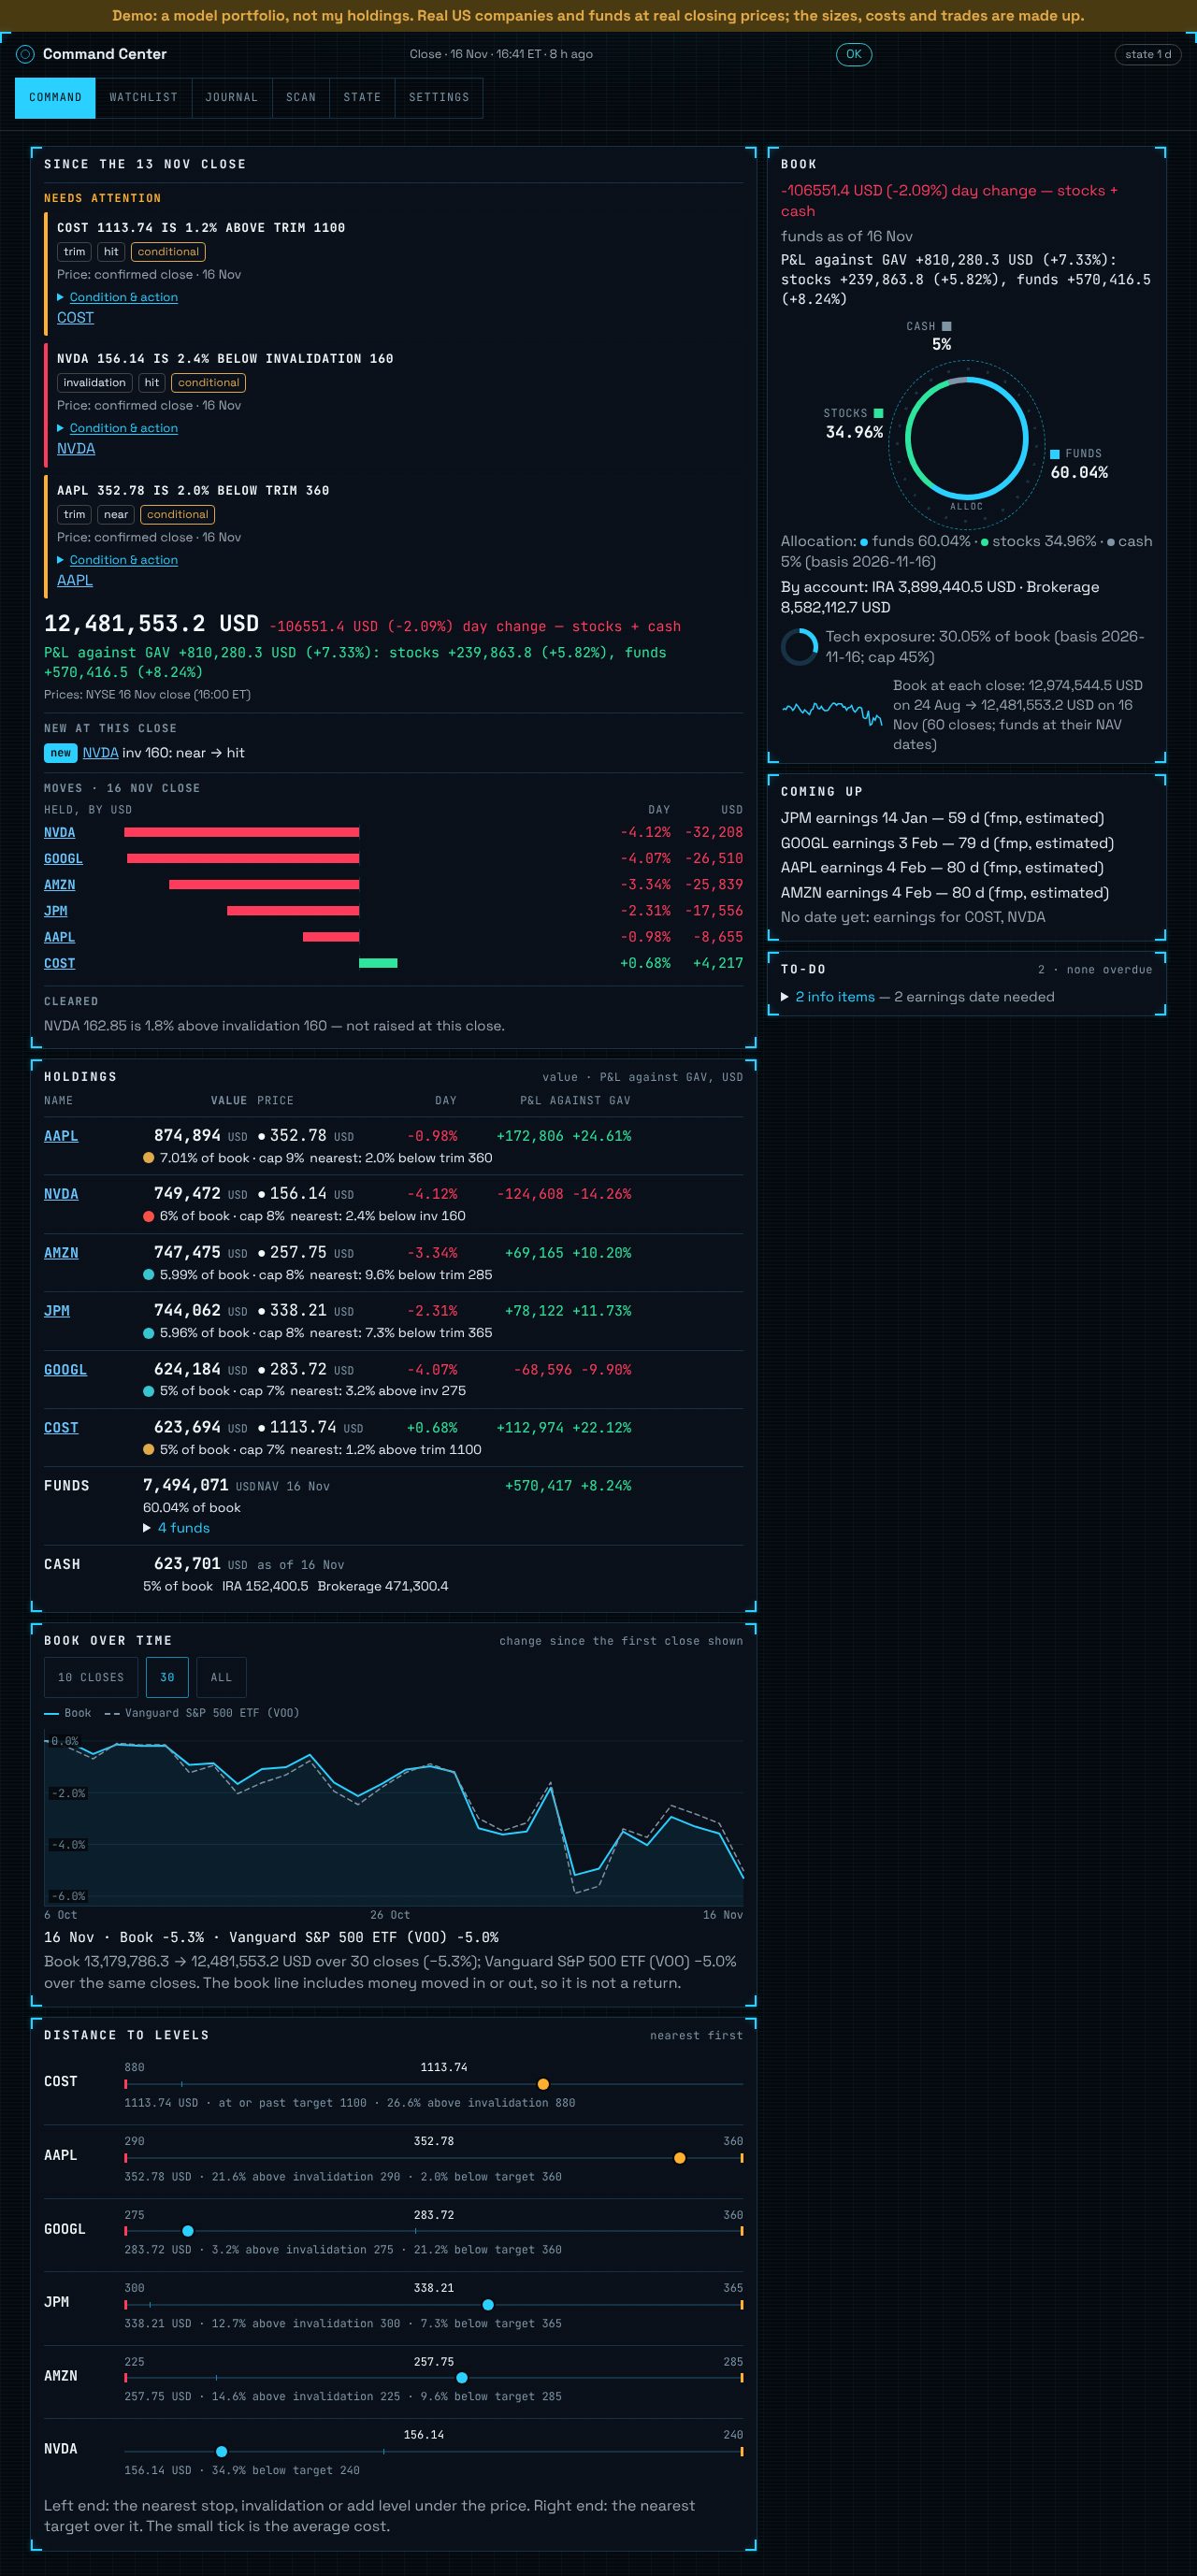 Demo: a model portfolio, not my holdings. Real US companies and funds at real closing prices; the sizes, costs and trades are made up.
Command Center
Close · 16 Nov · 16:41 ET · 8 h ago
OK
state 1 d
COMMAND
WATCHLIST
JOURNAL
SCAN
STATE
SETTINGS
SINCE THE 13 NOV CLOSE
NEEDS ATTENTION
COST 1113.74 IS 1.2% ABOVE TRIM 1100
trim hit conditional
Price: confirmed close · 16 Nov
Condition & action
COST
NVDA 156.14 IS 2.4% BELOW INVALIDATION 160
invalidation hit conditional
Price: confirmed close · 16 Nov
Condition & action
NVDA
AAPL 352.78 IS 2.0% BELOW TRIM 360
trim near conditional
Price: confirmed close · 16 Nov
Condition & action
AAPL
12,481,553.2 USD -106551.4 USD (-2.09%) day change — stocks + cash
P&L against GAV +810,280.3 USD (+7.33%): stocks +239,863.8 (+5.82%), funds
+570,416.5 (+8.24%)
Prices: NYSE 16 Nov close (16:00 ET)
NEW AT THIS CLOSE
new NVDA inv 160: near → hit
MOVES · 16 NOV CLOSE
HELD, BY USD DAY USD
NVDA -4.12% -32,208
GOOGL -4.07% -26,510
AMZN -3.34% -25,839
JPM -2.31% -17,556
AAPL -0.98% -8,655
COST +0.68% +4,217
CLEARED
NVDA 162.85 is 1.8% above invalidation 160 — not raised at this close.
BOOK
-106551.4 USD (-2.09%) day change — stocks +
cash
funds as of 16 Nov
P&L against GAV +810,280.3 USD (+7.33%):
stocks +239,863.8 (+5.82%), funds +570,416.5
(+8.24%)
CASH
5%
STOCKS
34.96%
FUNDS
60.04%
ALLOC
Allocation: funds 60.04% · stocks 34.96% · cash
5% (basis 2026-11-16)
By account: IRA 3,899,440.5 USD · Brokerage
8,582,112.7 USD
Tech exposure: 30.05% of book (basis 2026-
11-16; cap 45%)
Book at each close: 12,974,544.5 USD
on 24 Aug → 12,481,553.2 USD on 16
Nov (60 closes; funds at their NAV
dates)
COMING UP
JPM earnings 14 Jan — 59 d (fmp, estimated)
GOOGL earnings 3 Feb — 79 d (fmp, estimated)
AAPL earnings 4 Feb — 80 d (fmp, estimated)
AMZN earnings 4 Feb — 80 d (fmp, estimated)
No date yet: earnings for COST, NVDA
TO-DO 2 · none overdue
2 info items — 2 earnings date needed
HOLDINGS value · P&L against GAV, USD
NAME VALUE PRICE DAY P&L AGAINST GAV
AAPL 874,894 USD 352.78 USD -0.98% +172,806 +24.61%
7.01% of book · cap 9% nearest: 2.0% below trim 360
NVDA 749,472 USD 156.14 USD -4.12% -124,608 -14.26%
6% of book · cap 8% nearest: 2.4% below inv 160
AMZN 747,475 USD 257.75 USD -3.34% +69,165 +10.20%
5.99% of book · cap 8% nearest: 9.6% below trim 285
JPM 744,062 USD 338.21 USD -2.31% +78,122 +11.73%
5.96% of book · cap 8% nearest: 7.3% below trim 365
GOOGL 624,184 USD 283.72 USD -4.07% -68,596 -9.90%
5% of book · cap 7% nearest: 3.2% above inv 275
COST 623,694 USD 1113.74 USD +0.68% +112,974 +22.12%
5% of book · cap 7% nearest: 1.2% above trim 1100
FUNDS 7,494,071 USD NAV 16 Nov +570,417 +8.24%
60.04% of book
4 funds
CASH 623,701 USD as of 16 Nov
5% of book IRA 152,400.5 Brokerage 471,300.4
BOOK OVER TIME change since the first close shown
10 CLOSES 30 ALL
Book Vanguard S&P 500 ETF (VOO)
0.0%
-2.0%
-4.0%
-6.0%
6 Oct 26 Oct 16 Nov
16 Nov · Book -5.3% · Vanguard S&P 500 ETF (VOO) -5.0%
Book 13,179,786.3 → 12,481,553.2 USD over 30 closes (−5.3%); Vanguard S&P 500 ETF (VOO) −5.0%
over the same closes. The book line includes money moved in or out, so it is not a return.
DISTANCE TO LEVELS nearest first
880 1113.74
COST
1113.74 USD · at or past target 1100 · 26.6% above invalidation 880
290 352.78 360
AAPL
352.78 USD · 21.6% above invalidation 290 · 2.0% below target 360
275 283.72 360
GOOGL
283.72 USD · 3.2% above invalidation 275 · 21.2% below target 360
300 338.21 365
JPM
338.21 USD · 12.7% above invalidation 300 · 7.3% below target 365
225 257.75 285
AMZN
257.75 USD · 14.6% above invalidation 225 · 9.6% below target 285
156.14 240
NVDA
156.14 USD · 34.9% below target 240
Left end: the nearest stop, invalidation or add level under the price. Right end: the nearest
target over it. The small tick is the average cost.